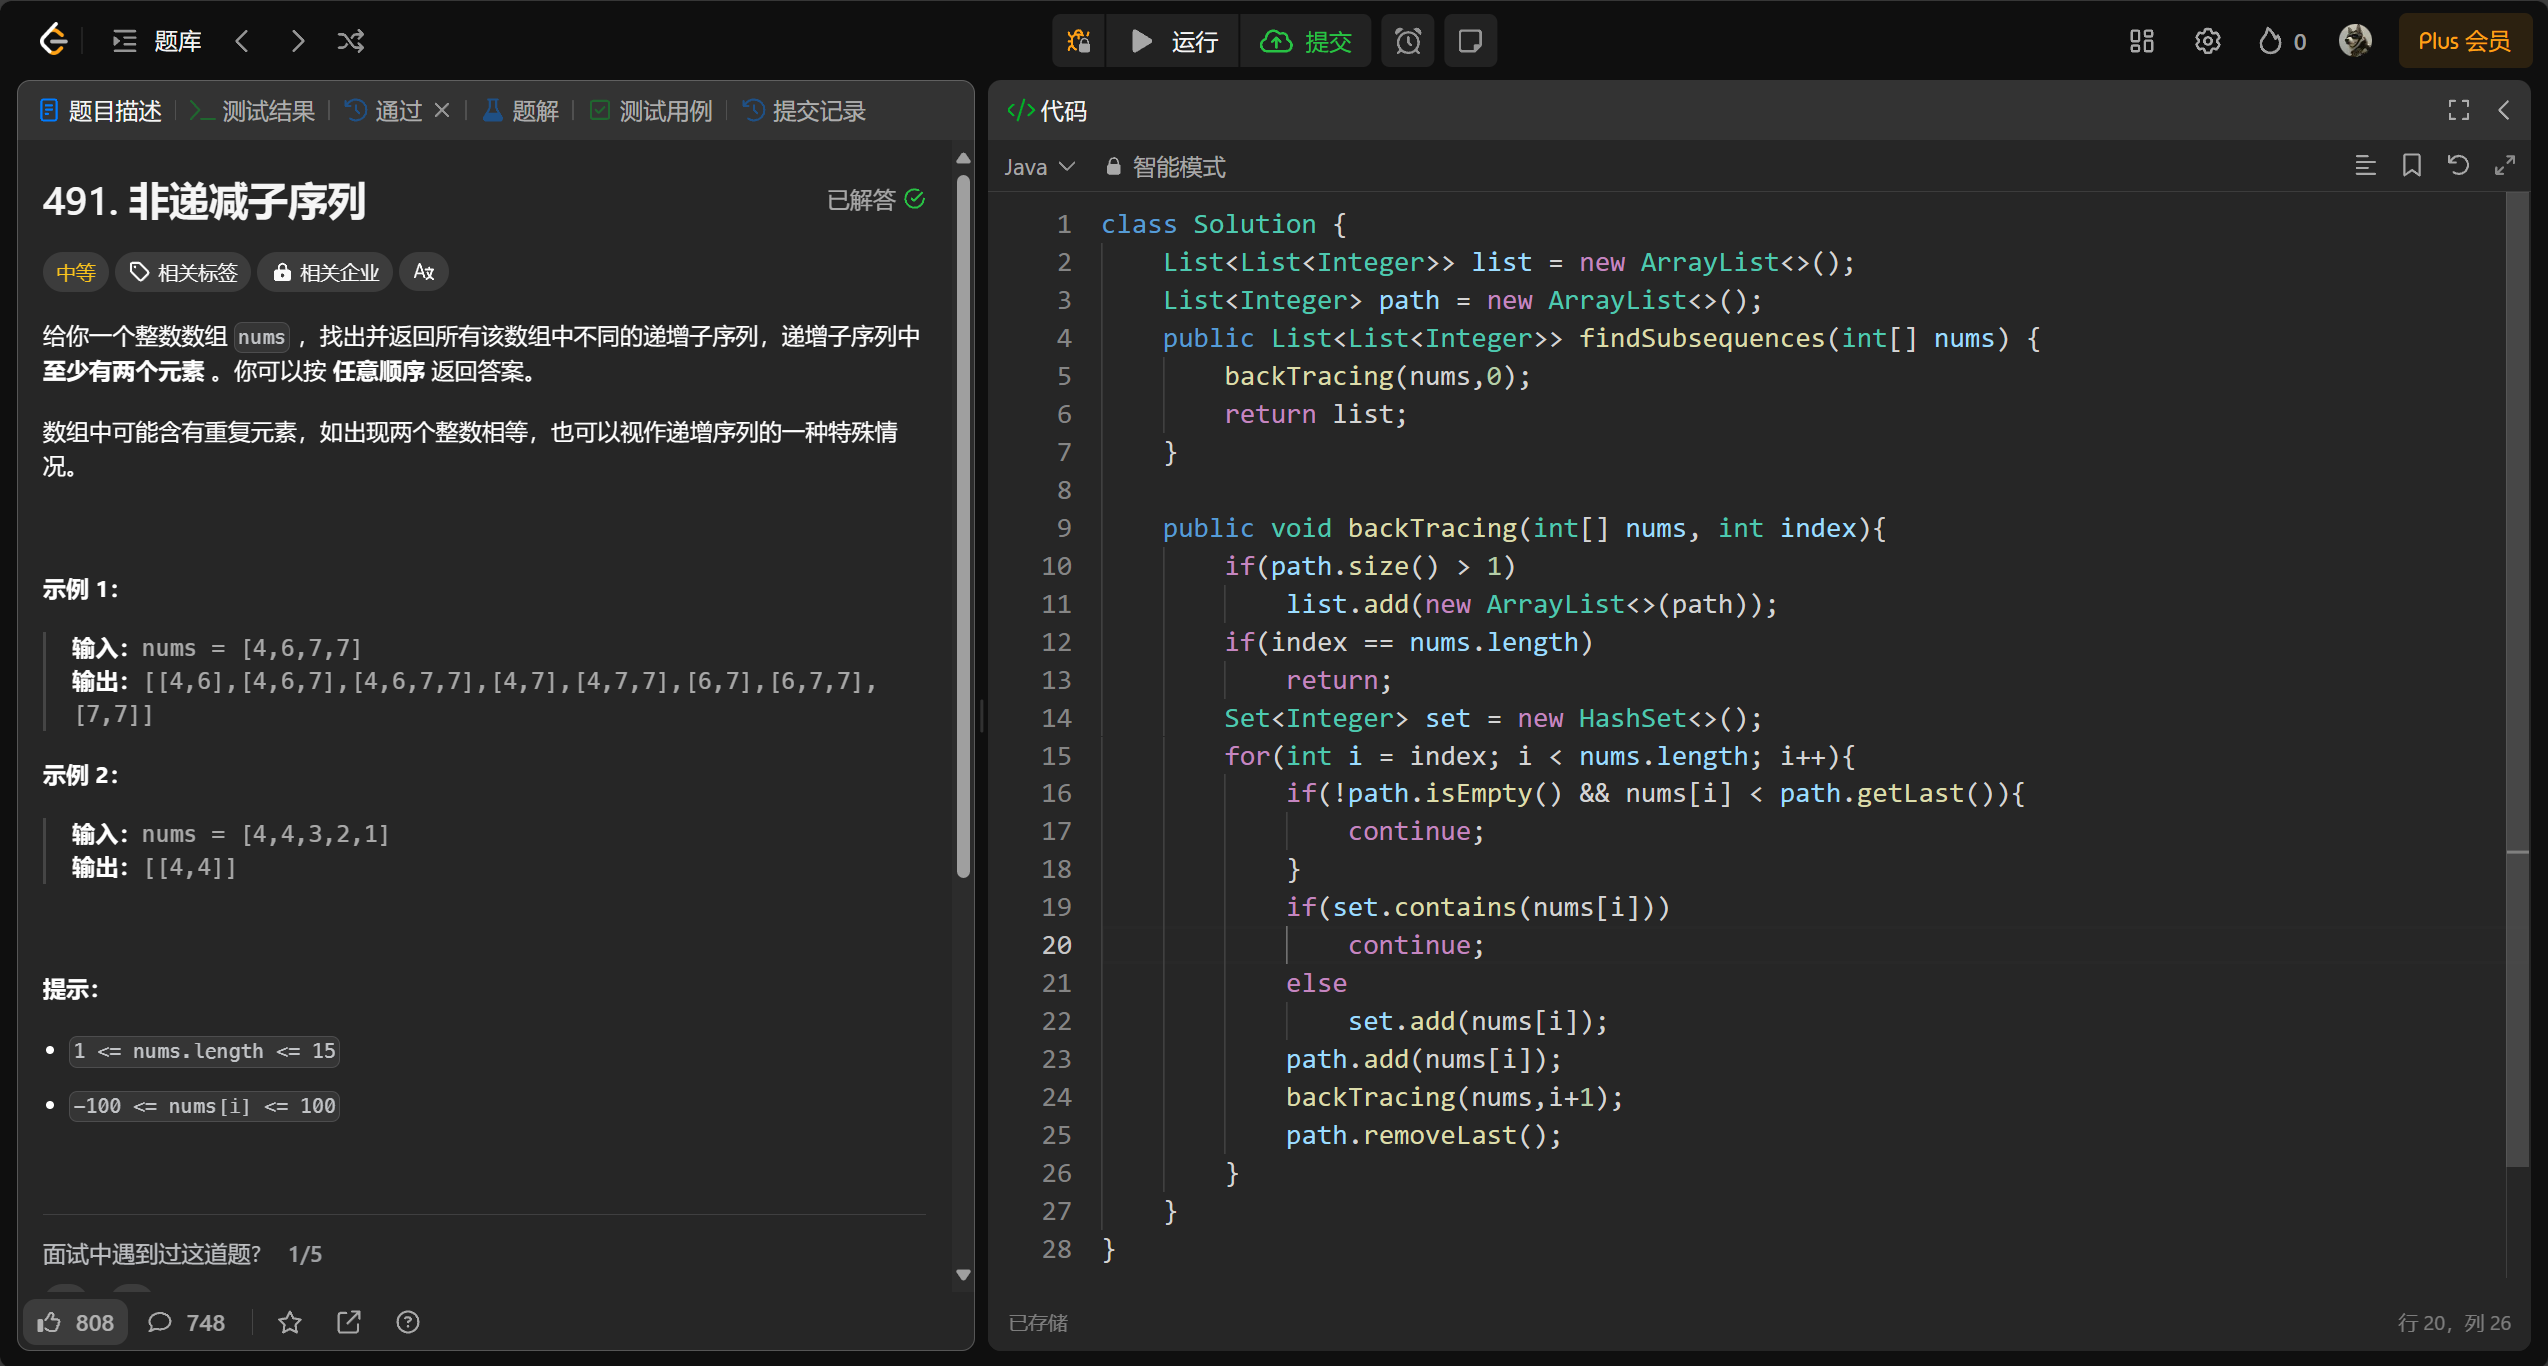 题库
运行
提交
0
Plus 会员
题目描述
测试结果
通过
题解
测试用例
提交记录
491. 非递减子序列
已解答
中等
相关标签
相关企业
给你一个整数数组 nums ，找出并返回所有该数组中不同的递增子序列，递增子序列中
至少有两个元素 。你可以按 任意顺序 返回答案。
数组中可能含有重复元素，如出现两个整数相等，也可以视作递增序列的一种特殊情
况。
示例 1：
输入：nums = [4,6,7,7]
输出：[[4,6],[4,6,7],[4,6,7,7],[4,7],[4,7,7],[6,7],[6,7,7],
[7,7]]
示例 2：
输入：nums = [4,4,3,2,1]
输出：[[4,4]]
提示：
1 <= nums.length <= 15
-100 <= nums[i] <= 100
面试中遇到过这道题? 1/5
808
748
</> 代码
Java
智能模式
1 class Solution {
2     List<List<Integer>> list = new ArrayList<>();
3     List<Integer> path = new ArrayList<>();
4     public List<List<Integer>> findSubsequences(int[] nums) {
5         backTracing(nums,0);
6         return list;
7     }
8
9     public void backTracing(int[] nums, int index){
10         if(path.size() > 1)
11             list.add(new ArrayList<>(path));
12         if(index == nums.length)
13             return;
14         Set<Integer> set = new HashSet<>();
15         for(int i = index; i < nums.length; i++){
16             if(!path.isEmpty() && nums[i] < path.getLast()){
17                 continue;
18             }
19             if(set.contains(nums[i]))
20                 continue;
21             else
22                 set.add(nums[i]);
23             path.add(nums[i]);
24             backTracing(nums,i+1);
25             path.removeLast();
26         }
27     }
28 }
已存储
行 20，列 26